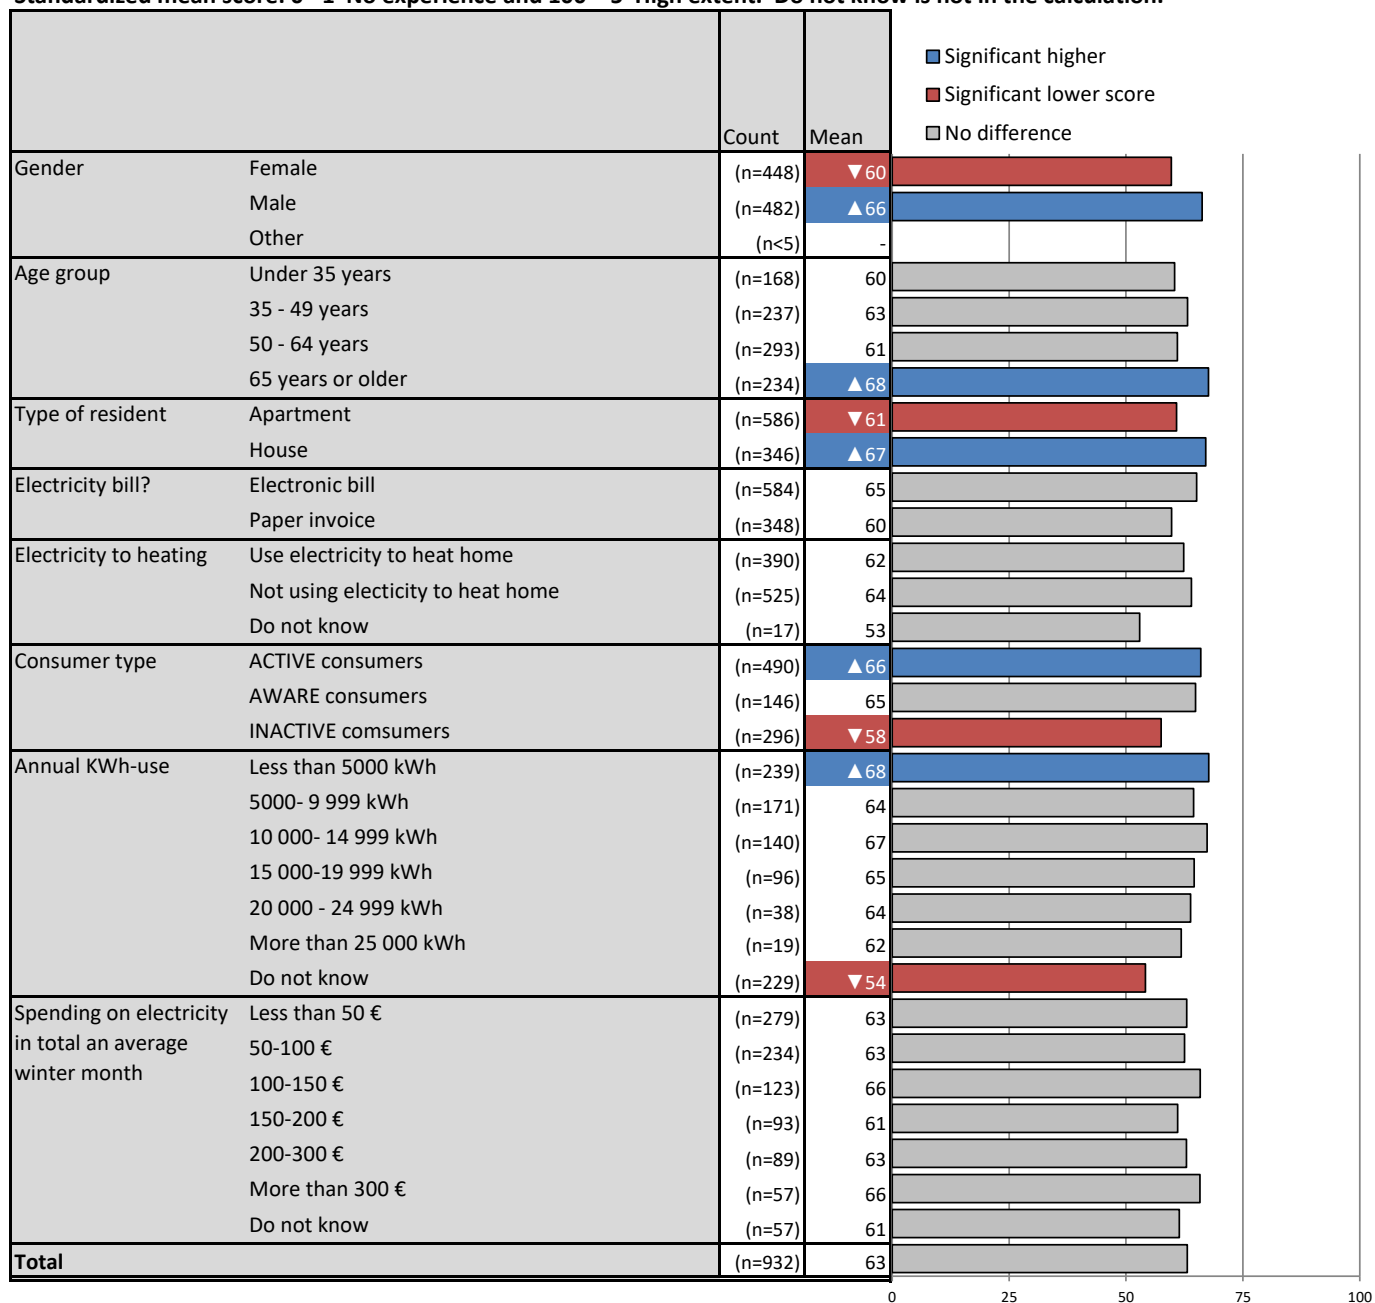 Significant higher
Significant lower score
No difference
Count Mean
Gender Female (n=448) ▼60
Male (n=482) ▲66
Other (n<5) -
Age group Under 35 years (n=168) 60
35 - 49 years (n=237) 63
50 - 64 years (n=293) 61
65 years or older (n=234) ▲68
Type of resident Apartment (n=586) ▼61
House (n=346) ▲67
Electricity bill? Electronic bill (n=584) 65
Paper invoice (n=348) 60
Electricity to heating Use electricity to heat home (n=390) 62
Not using electicity to heat home (n=525) 64
Do not know (n=17) 53
Consumer type ACTIVE consumers (n=490) ▲66
AWARE consumers (n=146) 65
INACTIVE comsumers (n=296) ▼58
Annual KWh-use Less than 5000 kWh (n=239) ▲68
5000- 9 999 kWh (n=171) 64
10 000- 14 999 kWh (n=140) 67
15 000-19 999 kWh (n=96) 65
20 000 - 24 999 kWh (n=38) 64
More than 25 000 kWh (n=19) 62
Do not know (n=229) ▼54
Spending on electricity Less than 50 € (n=279) 63
in total an average 50-100 € (n=234) 63
winter month 100-150 € (n=123) 66
150-200 € (n=93) 61
200-300 € (n=89) 63
More than 300 € (n=57) 66
Do not know (n=57) 61
Total (n=932) 63
0 25 50 75 100